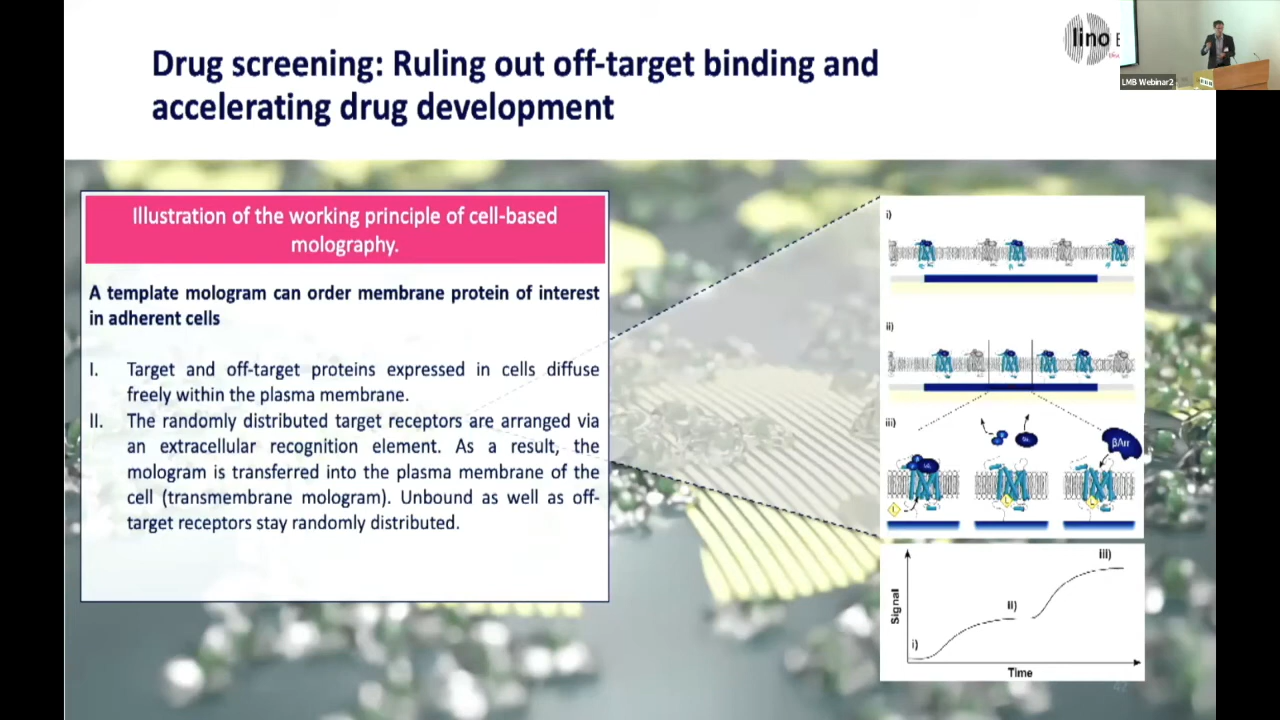 Drug screening: Ruling out off-target binding and
accelerating drug development
lino
LMB Webinar2
Illustration of the working principle of cell-based
molography.
A template mologram can order membrane protein of interest
in adherent cells
I. Target and off-target proteins expressed in cells diffuse
freely within the plasma membrane.
II. The randomly distributed target receptors are arranged via
an extracellular recognition element. As a result, the
mologram is transferred into the plasma membrane of the
cell (transmembrane mologram). Unbound as well as off-
target receptors stay randomly distributed.
i)
ii)
iii)
βArr
L
L
L
Signal
i)
ii)
iii)
Time